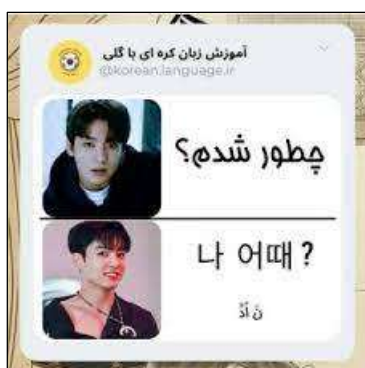 آموزش زبان کره ای با گلی
@korean.language.ir
چطور شدم؟
나 어때?
نَ اَدْ